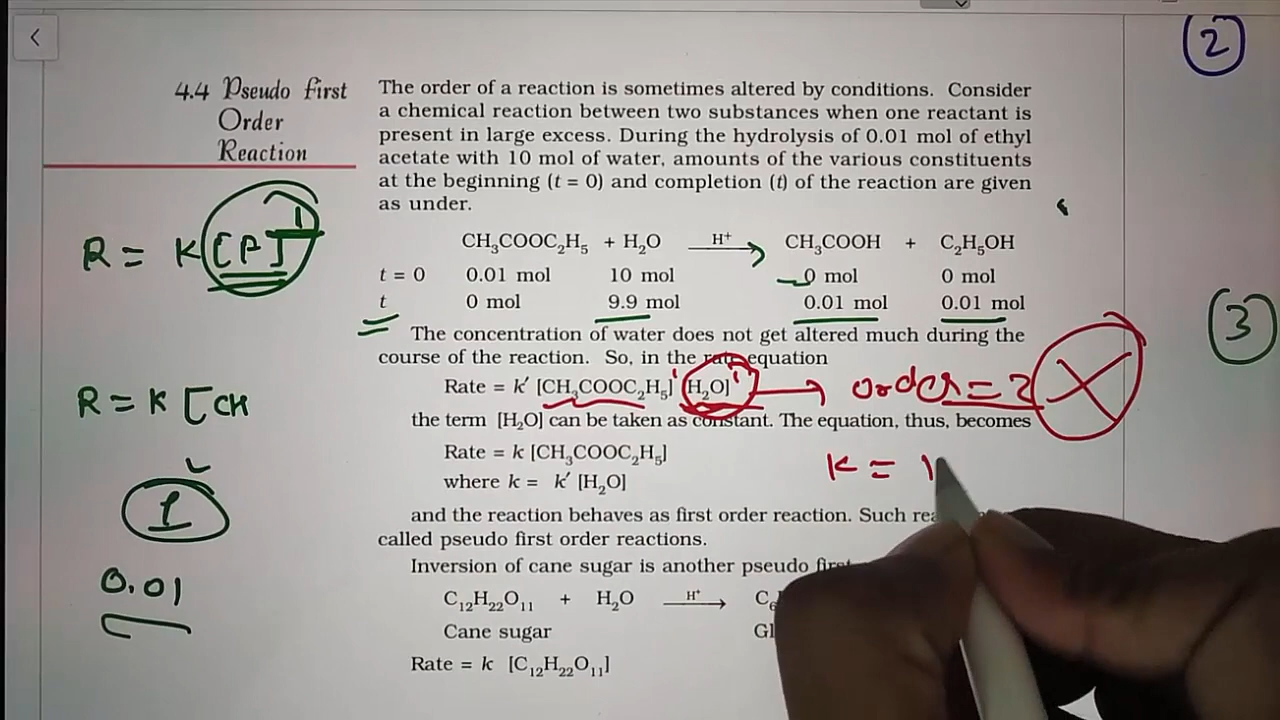 2
4.4 Pseudo First
Order
Reaction
The order of a reaction is sometimes altered by conditions. Consider
a chemical reaction between two substances when one reactant is
present in large excess. During the hydrolysis of 0.01 mol of ethyl
acetate with 10 mol of water, amounts of the various constituents
at the beginning (t = 0) and completion (t) of the reaction are given
as under.
R = K[P]¹
CH₃COOC₂H₅ + H₂O H⁺ → CH₃COOH + C₂H₅OH
t = 0 0.01 mol 10 mol 0 mol 0 mol
t 0 mol 9.9 mol 0.01 mol 0.01 mol
3
The concentration of water does not get altered much during the
course of the reaction. So, in the rate equation
Rate = k′ [CH₃COOC₂H₅]¹ [H₂O]¹ → order = 2
R = K [CH
the term [H₂O] can be taken as constant. The equation, thus, becomes
Rate = k [CH₃COOC₂H₅]
K =
where k = k′ [H₂O]
1
and the reaction behaves as first order reaction. Such
called pseudo first order reactions.
Inversion of cane sugar is another pseudo
0.01
C₁₂H₂₂O₁₁ + H₂O H⁺ →
Cane sugar
Rate = k [C₁₂H₂₂O₁₁]